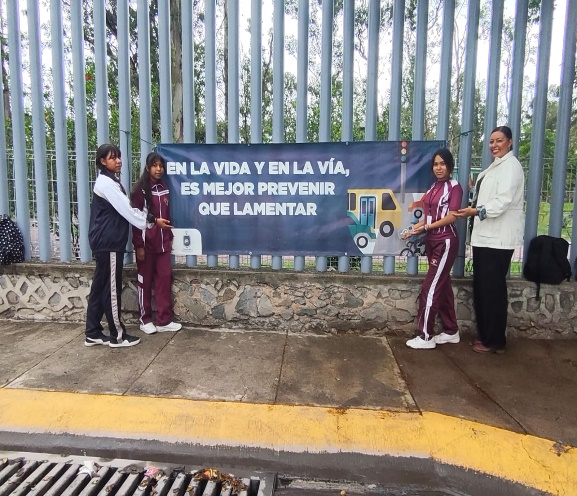 EN LA VIDA Y EN LA VÍA,
ES MEJOR PREVENIR
QUE LAMENTAR